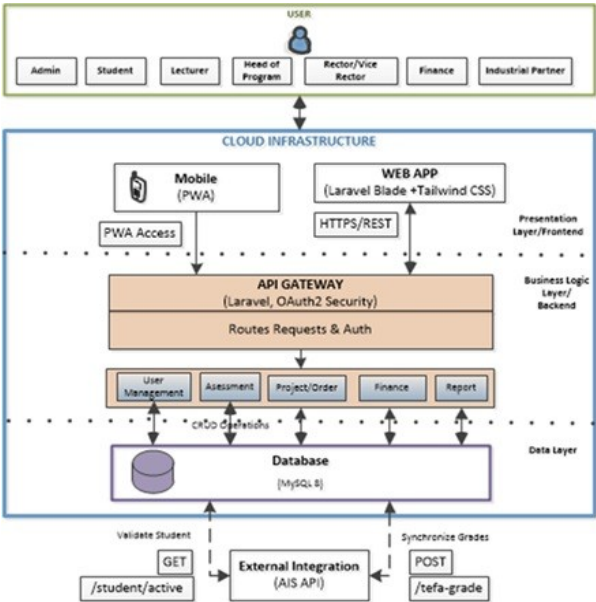 USER
Admin
Student
Lecturer
Head of
Program
Rector/Vice
Rector
Finance
Industrial Partner
CLOUD INFRASTRUCTURE
Mobile
(PWA)
WEB APP
(Laravel Blade +Tailwind CSS)
PWA Access
HTTPS/REST
Presentation
Layer/Frontend
API GATEWAY
(Laravel, OAuth2 Security)
Business Logic
Layer/
Backend
Routes Requests & Auth
User
Management
Asessment
Project/Order
Finance
Report
CRUD Operations
Data Layer
Database
(MySQL 8)
Validate Student
Synchronize Grades
GET
/student/active
External Integration
(AIS API)
POST
/tefa-grade